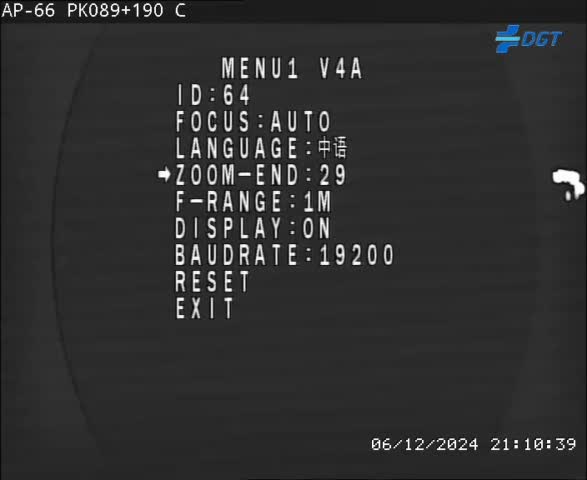 AP-66 PK089+190 C
DGT
MENU1 V4A
ID:64
FOCUS:AUTO
LANGUAGE:中语
ZOOM-END:29
F-RANGE:1M
DISPLAY:ON
BAUDRATE:19200
RESET
EXIT
06/12/2024 21:10:39